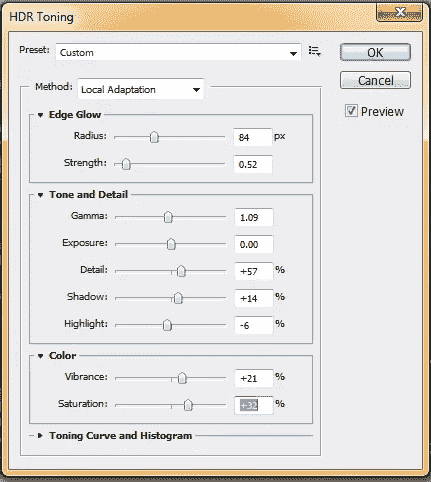 HDR Toning
Preset: Custom
OK
Method: Local Adaptation
Cancel
Preview
Edge Glow
Radius: 84 px
Strength: 0.52
Tone and Detail
Gamma: 1.09
Exposure: 0.00
Detail: +57 %
Shadow: +14 %
Highlight: -6 %
Color
Vibrance: +21 %
Saturation: +32 %
Toning Curve and Histogram